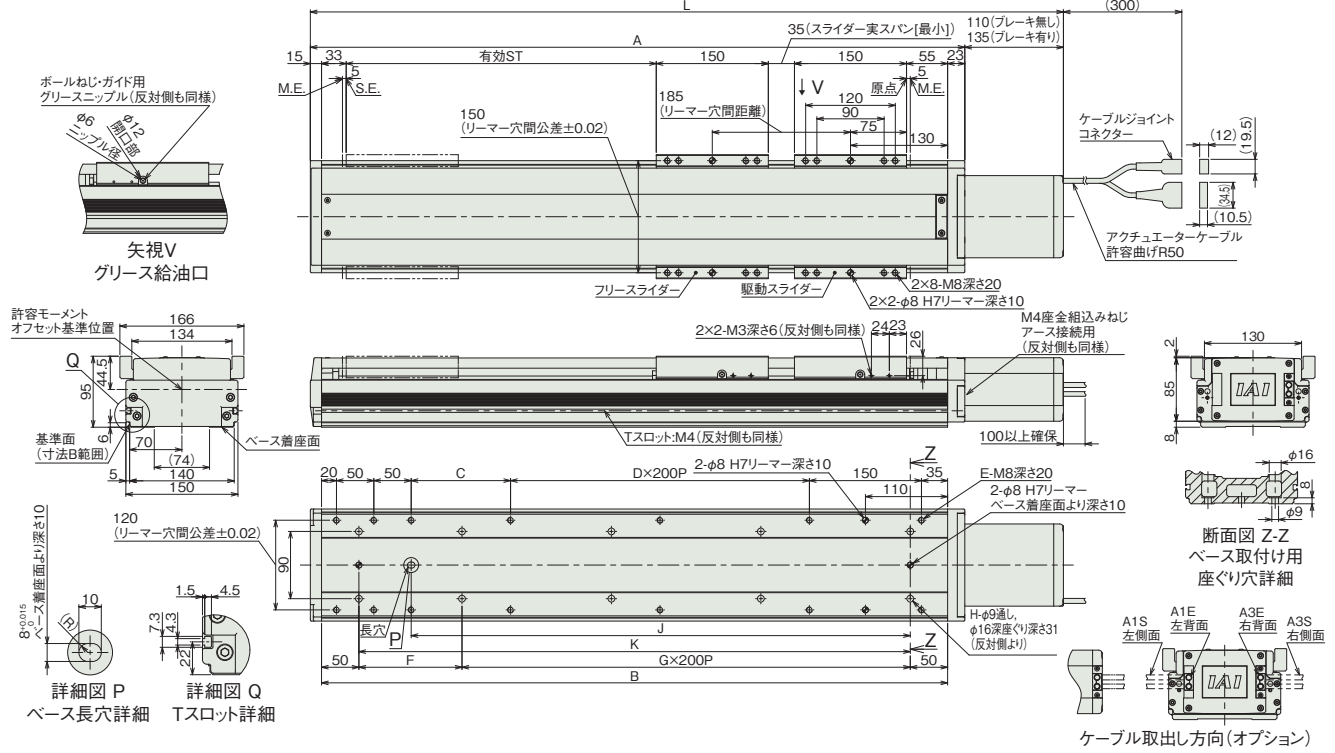 L
(300)
110(ブレーキ無し)
135(ブレーキ有り)
35(スライダー実スパン[最小])
A
15
33
有効ST
150
150
55
23
5
M.E.
S.E.
↓V
原点
5
M.E.
120
90
75
130
185
(リーマー穴間距離)
150
(リーマー穴間公差±0.02)
ボールねじ・ガイド用
グリースニップル(反対側も同様)
φ6
ニップル径
φ12
開口部
矢視V
グリース給油口
ケーブルジョイント
コネクター
(12)
(19.5)
(34.5)
(10.5)
アクチュエーターケーブル
許容曲げR50
フリースライダー
駆動スライダー
2×8-M8深さ20
2×2-φ8 H7リーマー深さ10
許容モーメント
オフセット基準位置
166
134
Q
95
44.5
6
基準面
(寸法B範囲)
70
(74)
5
140
150
ベース着座面
2×2-M3深さ6(反対側も同様)
24
23
26
M4座金組込みねじ
アース接続用
(反対側も同様)
Tスロット:M4(反対側も同様)
100以上確保
130
2
85
8
IAI
φ16
8
φ9
断面図 Z-Z
ベース取付け用
座ぐり穴詳細
20
50
50
C
2-φ8 H7リーマー深さ10
D×200P
150
Z
35
110
E-M8深さ20
2-φ8 H7リーマー
ベース着座面より深さ10
120
(リーマー穴間公差±0.02)
90
長穴
P
J
K
Z
H-φ9通し,
φ16深座ぐり深さ31
(反対側より)
50
F
G×200P
50
B
8+0.015 0
ベース着座面より深さ10
10
(R)
詳細図 P
ベース長穴詳細
1.5
4.5
7.3
4.3
22
詳細図 Q
Tスロット詳細
A1S
左側面
A1E
左背面
A3E
右背面
A3S
右側面
IAI
ケーブル取出し方向(オプション)